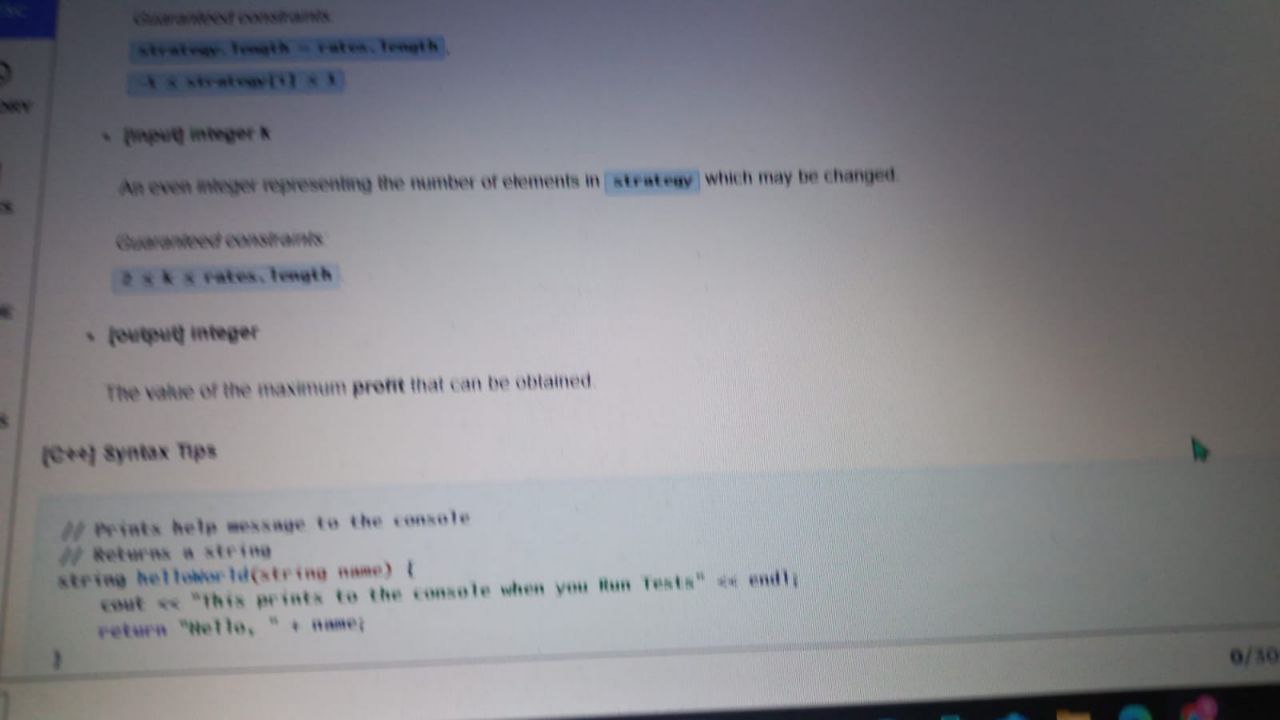 Guaranteed constraints:
strategy.length = rates.length,
-1 ≤ strategy[i] ≤ 1
• [input] integer k
An even integer representing the number of elements in strategy which may be changed.
Guaranteed constraints:
2 ≤ k ≤ rates.length
• [output] integer
The value of the maximum profit that can be obtained.
[C++] Syntax Tips
// Prints help message to the console
// Returns a string
string helloWorld(string name) {
cout << "This prints to the console when you Run Tests" << endl;
return "Hello, " + name;
}
0/30